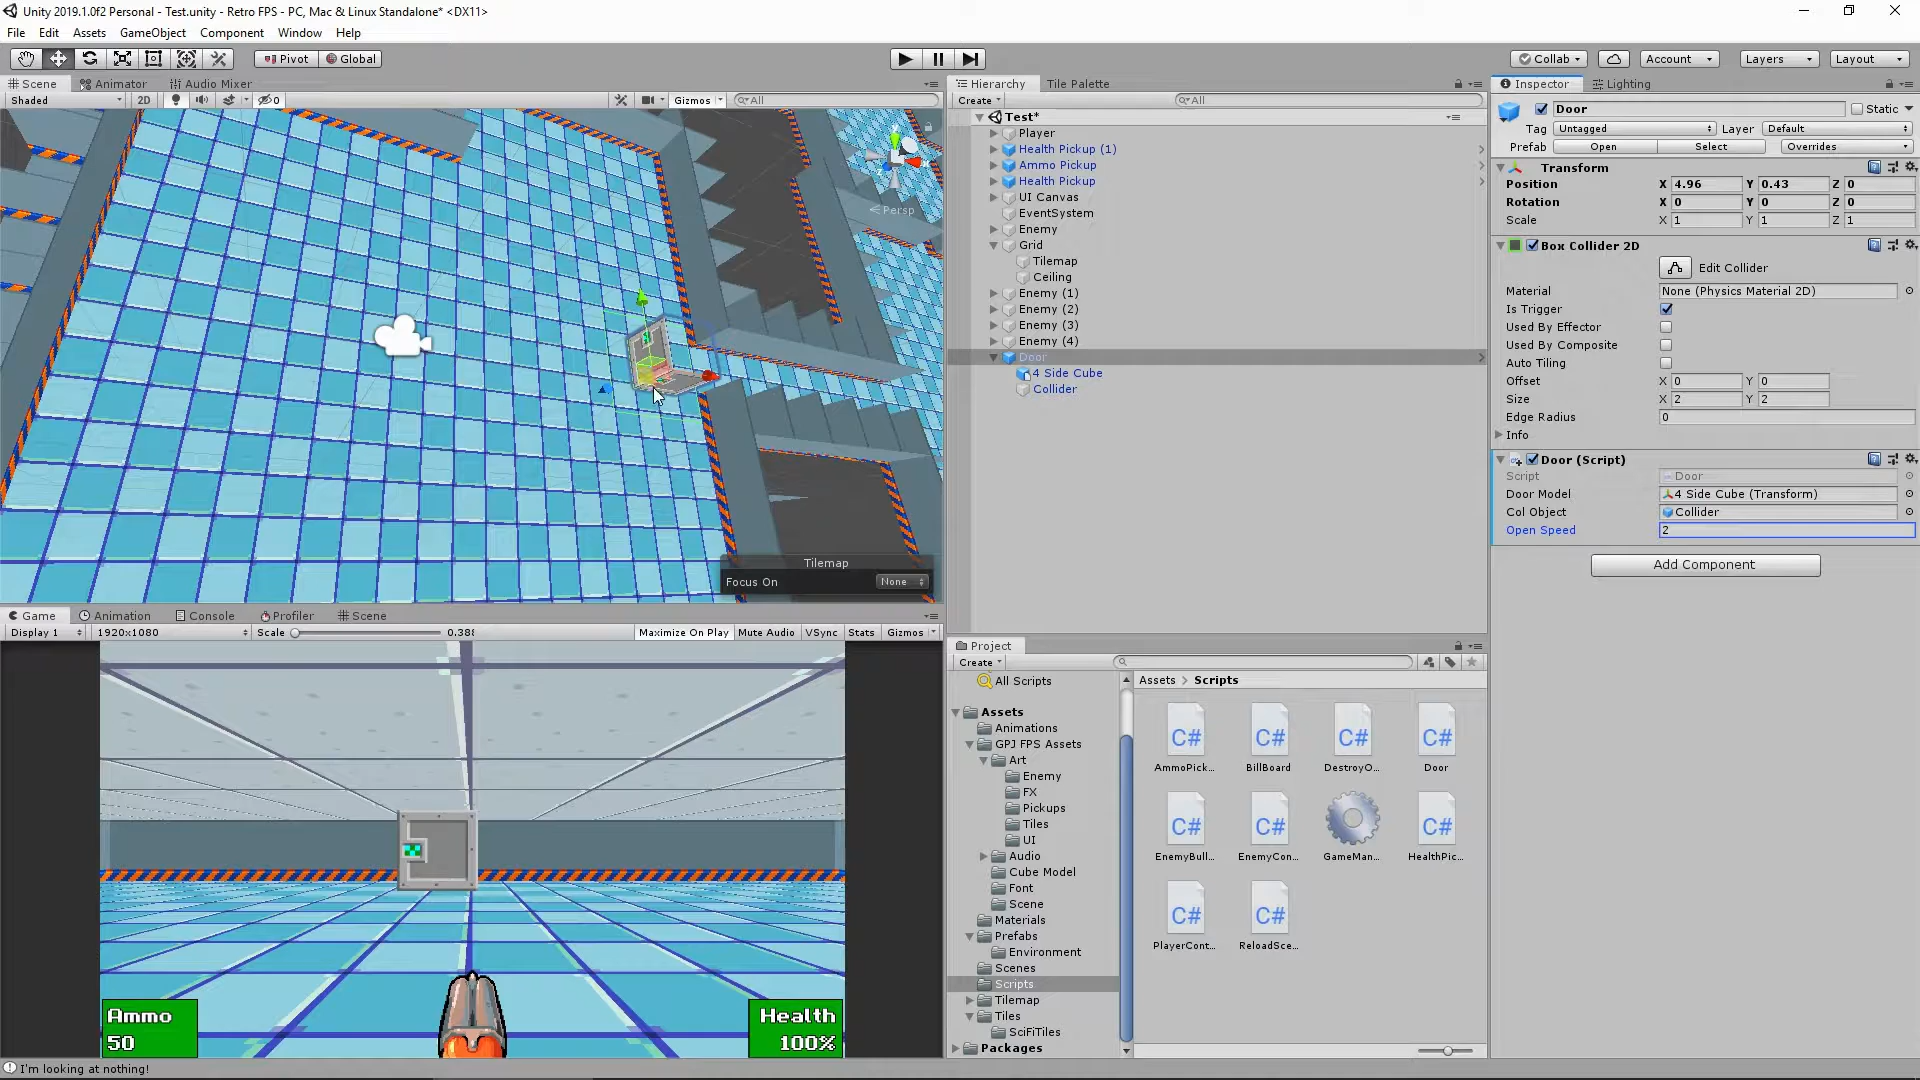 Unity 2019.1.0f2 Personal - Test.unity - Retro FPS - PC, Mac & Linux Standalone* <DX11>
File Edit Assets GameObject Component Window Help
Pivot Global
Collab Account Layers Layout
Scene Animator Audio Mixer
Shaded 2D 0 Gizmos All
Persp
Tilemap
Focus On None
Game Animation Console Profiler Scene
Display 1 1920x1080 Scale 0.388 Maximize On Play Mute Audio VSync Stats Gizmos
Ammo
50
Health
100%
I'm looking at nothing!
Hierarchy Tile Palette
Create All
Test*
Player
Health Pickup (1)
Ammo Pickup
Health Pickup
UI Canvas
EventSystem
Enemy
Grid
Tilemap
Ceiling
Enemy (1)
Enemy (2)
Enemy (3)
Enemy (4)
Door
4 Side Cube
Collider
Project
Create
All Scripts
Assets
Animations
GPJ FPS Assets
Art
Enemy
FX
Pickups
Tiles
UI
Audio
Cube Model
Font
Scene
Materials
Prefabs
Environment
Scenes
Scripts
Tilemap
Tiles
SciFiTiles
Packages
Assets Scripts
C# C# C# C#
AmmoPick... BillBoard DestroyO... Door
C# C# C#
EnemyBull... EnemyCon... GameMan... HealthPic...
C# C#
PlayerCont... ReloadSce...
Inspector Lighting
Door Static
Tag Untagged Layer Default
Prefab Open Select Overrides
Transform
Position X 4.96 Y 0.43 Z 0
Rotation X 0 Y 0 Z 0
Scale X 1 Y 1 Z 1
Box Collider 2D
Edit Collider
Material None (Physics Material 2D)
Is Trigger
Used By Effector
Used By Composite
Auto Tiling
Offset X 0 Y 0
Size X 2 Y 2
Edge Radius 0
Info
Door (Script)
Script Door
Door Model 4 Side Cube (Transform)
Col Object Collider
Open Speed 2
Add Component